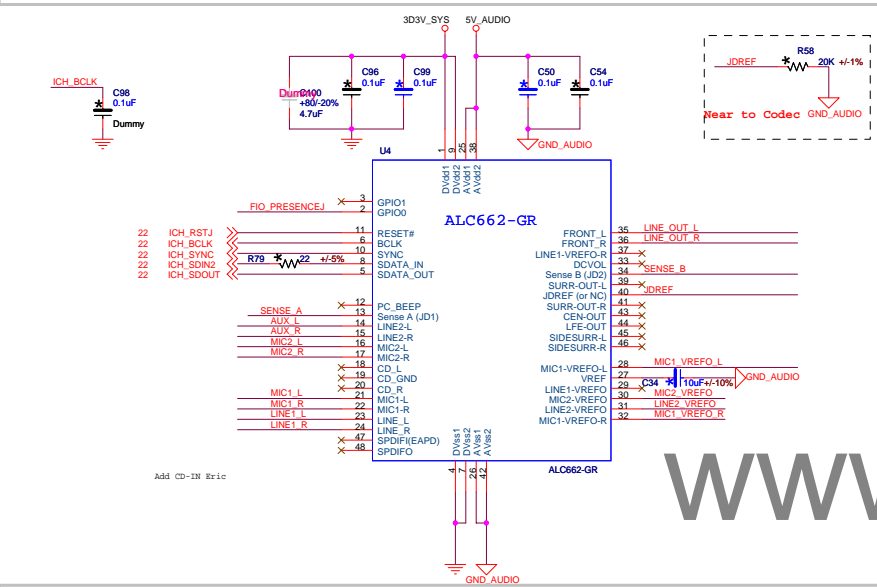 3D3V_SYS 5V_AUDIO
ICH_BCLK
C98
0.1uF
Dummy
Dummy C100
+80/-20%
4.7uF
C96
0.1uF
C99
0.1uF
C50
0.1uF
C54
0.1uF
GND_AUDIO
R58
JDREF 20K +/-1%
Near to Codec GND_AUDIO
U4
1 9 25 38
DVdd1 DVdd2 AVdd1 AVdd2
ALC662-GR
3 GPIO1
FIO_PRESENCEJ 2 GPIO0
22 ICH_RSTJ 11 RESET#
22 ICH_BCLK 6 BCLK
22 ICH_SYNC 10 SYNC
22 ICH_SDIN2 R79 22 +/-5% 8 SDATA_IN
22 ICH_SDOUT 5 SDATA_OUT
12 PC_BEEP
SENSE_A 13 Sense A (JD1)
AUX_L 14 LINE2-L
AUX_R 15 LINE2-R
MIC2_L 16 MIC2-L
MIC2_R 17 MIC2-R
18 CD_L
19 CD_GND
20 CD_R
MIC1_L 21 MIC1-L
MIC1_R 22 MIC1-R
LINE1_L 23 LINE_L
LINE1_R 24 LINE_R
47 SPDIFI(EAPD)
48 SPDIFO
FRONT_L 35 LINE_OUT_L
FRONT_R 36 LINE_OUT_R
LINE1-VREFO-R 37
DCVOL 33
Sense B (JD2) 34 SENSE_B
SURR-OUT-L 39
JDREF (or NC) 40 JDREF
SURR-OUT-R 41
CEN-OUT 43
LFE-OUT 44
SIDESURR-L 45
SIDESURR-R 46
MIC1-VREFO-L 28 MIC1_VREFO_L
VREF 27 C34 10uF +/-10% GND_AUDIO
LINE1-VREFO 29
MIC2-VREFO 30 MIC2_VREFO
LINE2-VREFO 31 LINE2_VREFO
MIC1-VREFO-R 32 MIC1_VREFO_R
DVss1 DVss2 AVss1 AVss2
4 7 26 42
ALC662-GR
Add CD-IN Eric
GND_AUDIO